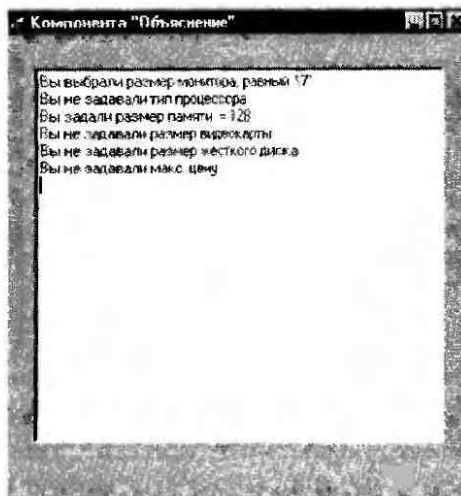 Компонента "Объяснение"
Вы выбрали размер монитора, равный 17"
Вы не задавали тип процессора
Вы задали размер памяти = 128
Вы не задавали размер видеокарты
Вы не задавали размер жесткого диска
Вы не задавали макс. цену